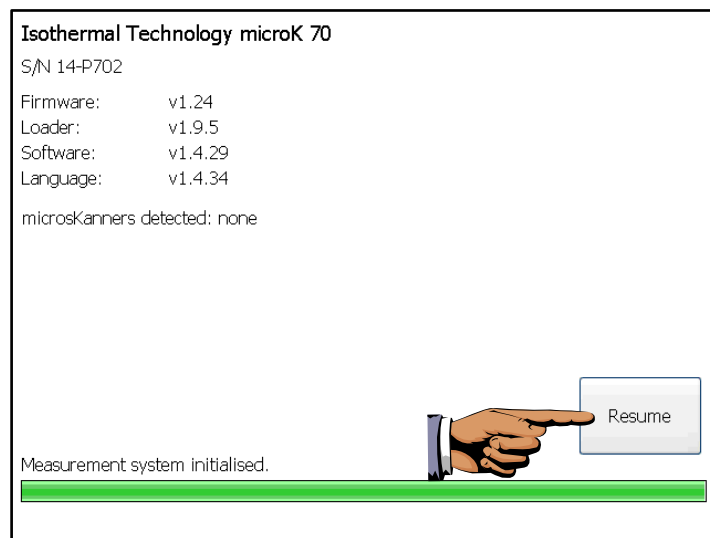 Isothermal Technology microK 70
S/N 14-P702
Firmware: v1.24
Loader: v1.9.5
Software: v1.4.29
Language: v1.4.34
microsKanners detected: none
Resume
Measurement system initialised.